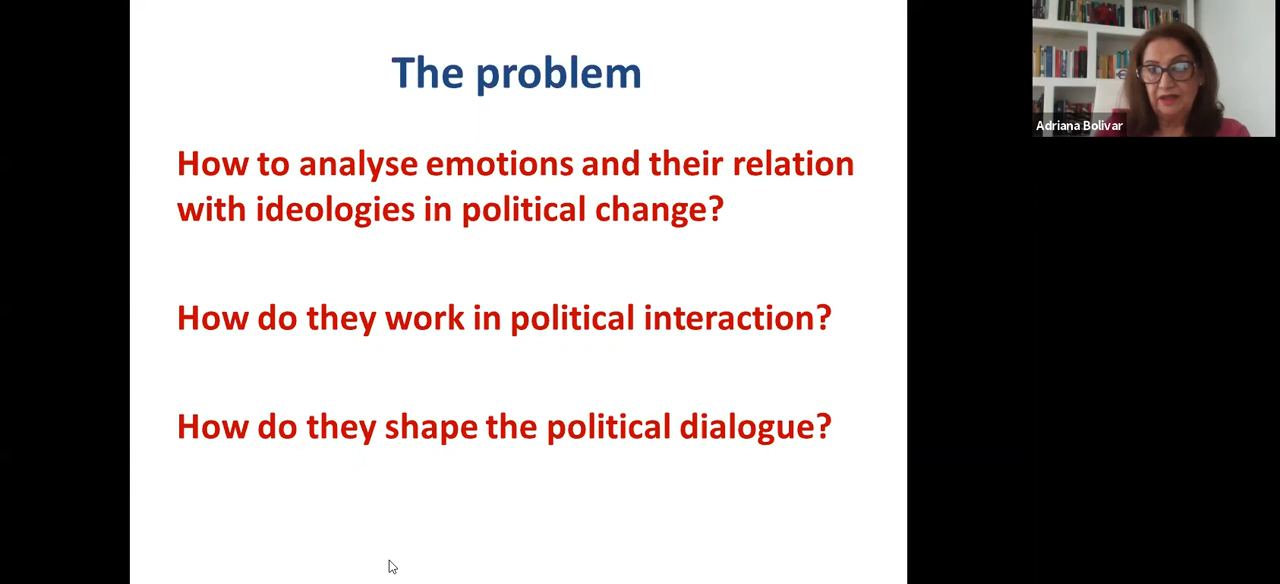 The problem
How to analyse emotions and their relation
with ideologies in political change?
How do they work in political interaction?
How do they shape the political dialogue?
Adriana Bolivar